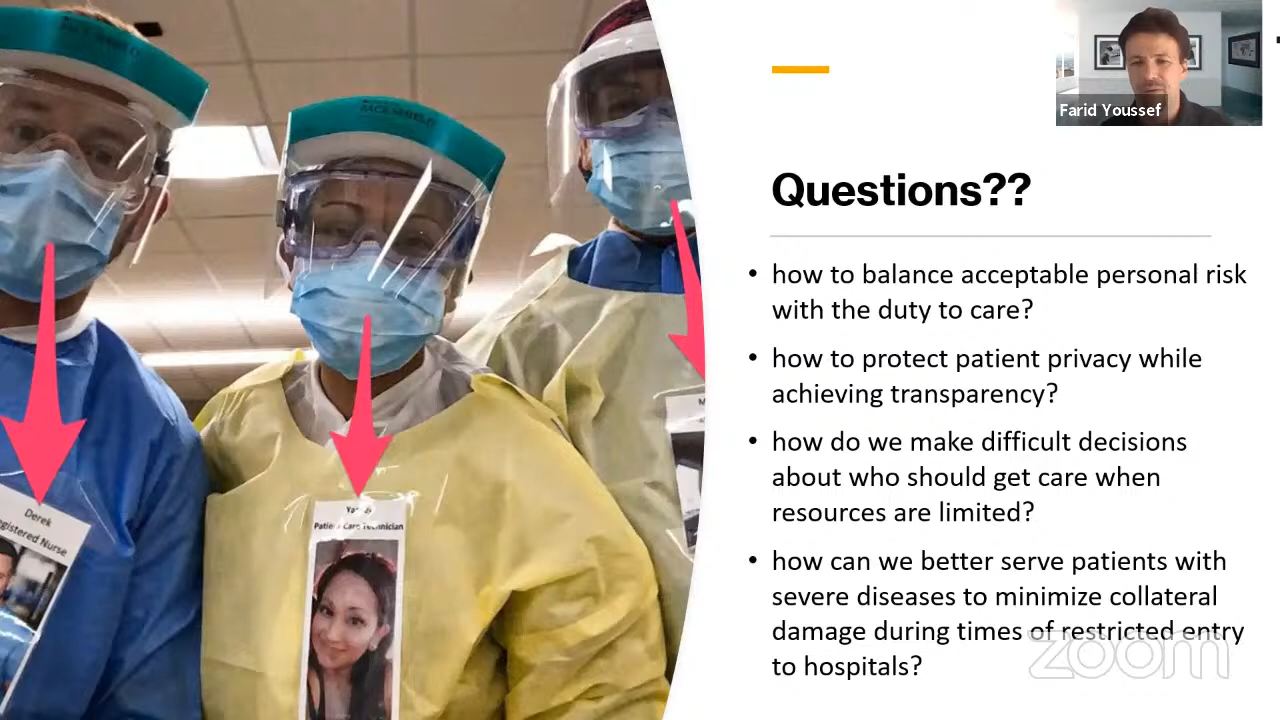 Farid Youssef
Questions??
• how to balance acceptable personal risk
with the duty to care?
• how to protect patient privacy while
achieving transparency?
• how do we make difficult decisions
about who should get care when
resources are limited?
• how can we better serve patients with
severe diseases to minimize collateral
damage during times of restricted entry
to hospitals?
zoom
Derek
Registered Nurse
Patient Care Technician